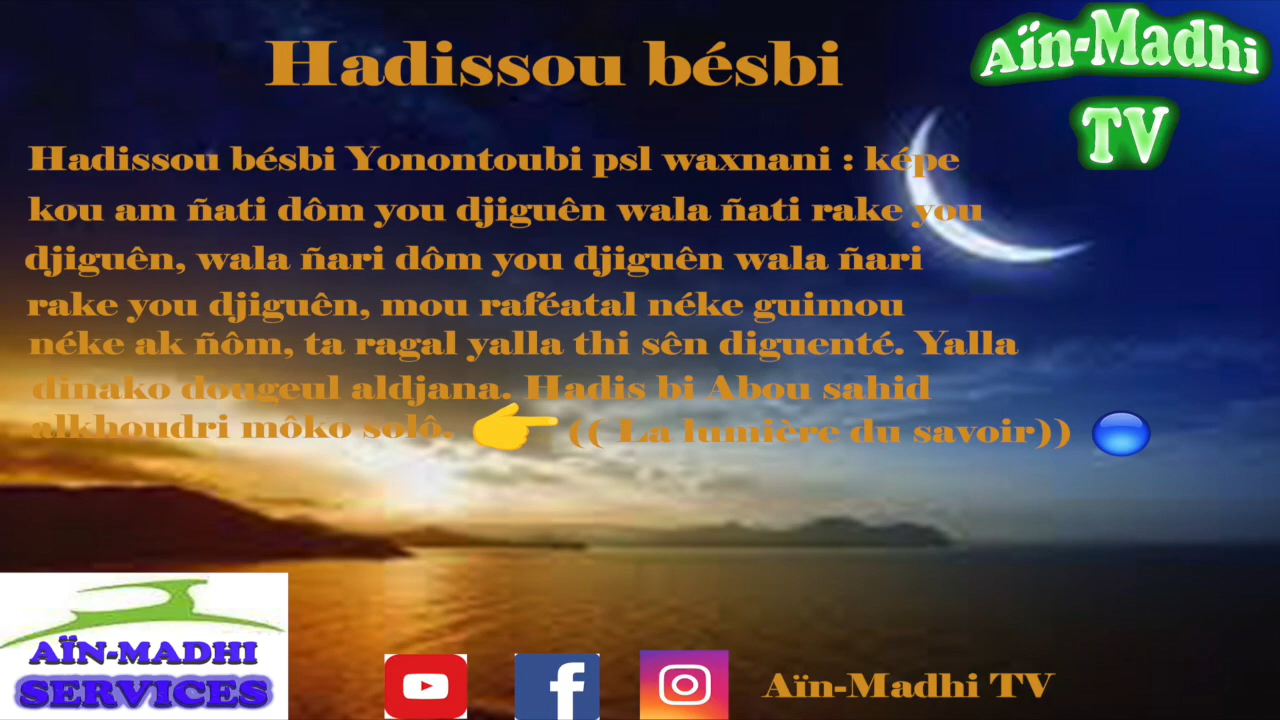 Hadissou bésbi
Aïn-Madhi
TV
Hadissou bésbi Yonontoubi psl waxnani : képe
kou am ñati dôm you djiguên wala ñati rake you
djiguên, wala ñari dôm you djiguên wala ñari
rake you djiguên, mou raféatal néke guimou
néke ak ñôm, ta ragal yalla thi sên diguenté. Yalla
dinako dougeul aldjana. Hadis bi Abou sahid
alkhoudri môko solô. (( La lumière du savoir))
AÏN-MADHI
SERVICES
Aïn-Madhi TV